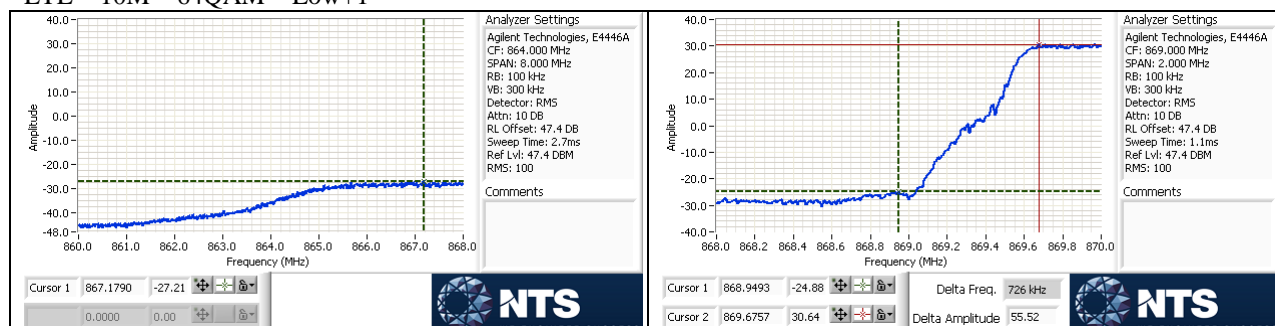 LTE 10M 64QAM Low+1
40.0
30.0
20.0
10.0
0.0
-10.0
-20.0
-30.0
-40.0
-48.0
Amplitude
860.0 861.0 862.0 863.0 864.0 865.0 866.0 867.0 868.0
Frequency (MHz)
Analyzer Settings
Agilent Technologies, E4446A
CF: 864.000 MHz
SPAN: 8.000 MHz
RB: 100 kHz
VB: 300 kHz
Detector: RMS
Attn: 10 DB
RL Offset: 47.4 DB
Sweep Time: 2.7ms
Ref Lvl: 47.4 DBM
RMS: 100
Comments
Cursor 1 867.1790 -27.21
0.0000 0.00
NTS
40.0
30.0
20.0
10.0
0.0
-10.0
-20.0
-30.0
-40.0
Amplitude
868.0 868.2 868.4 868.6 868.8 869.0 869.2 869.4 869.6 869.8 870.0
Frequency (MHz)
Analyzer Settings
Agilent Technologies, E4446A
CF: 869.000 MHz
SPAN: 2.000 MHz
RB: 100 kHz
VB: 300 kHz
Detector: RMS
Attn: 10 DB
RL Offset: 47.4 DB
Sweep Time: 1.1ms
Ref Lvl: 47.4 DBM
RMS: 100
Comments
Cursor 1 868.9493 -24.88
Cursor 2 869.6757 30.64
Delta Freq. 726 kHz
Delta Amplitude 55.52
NTS